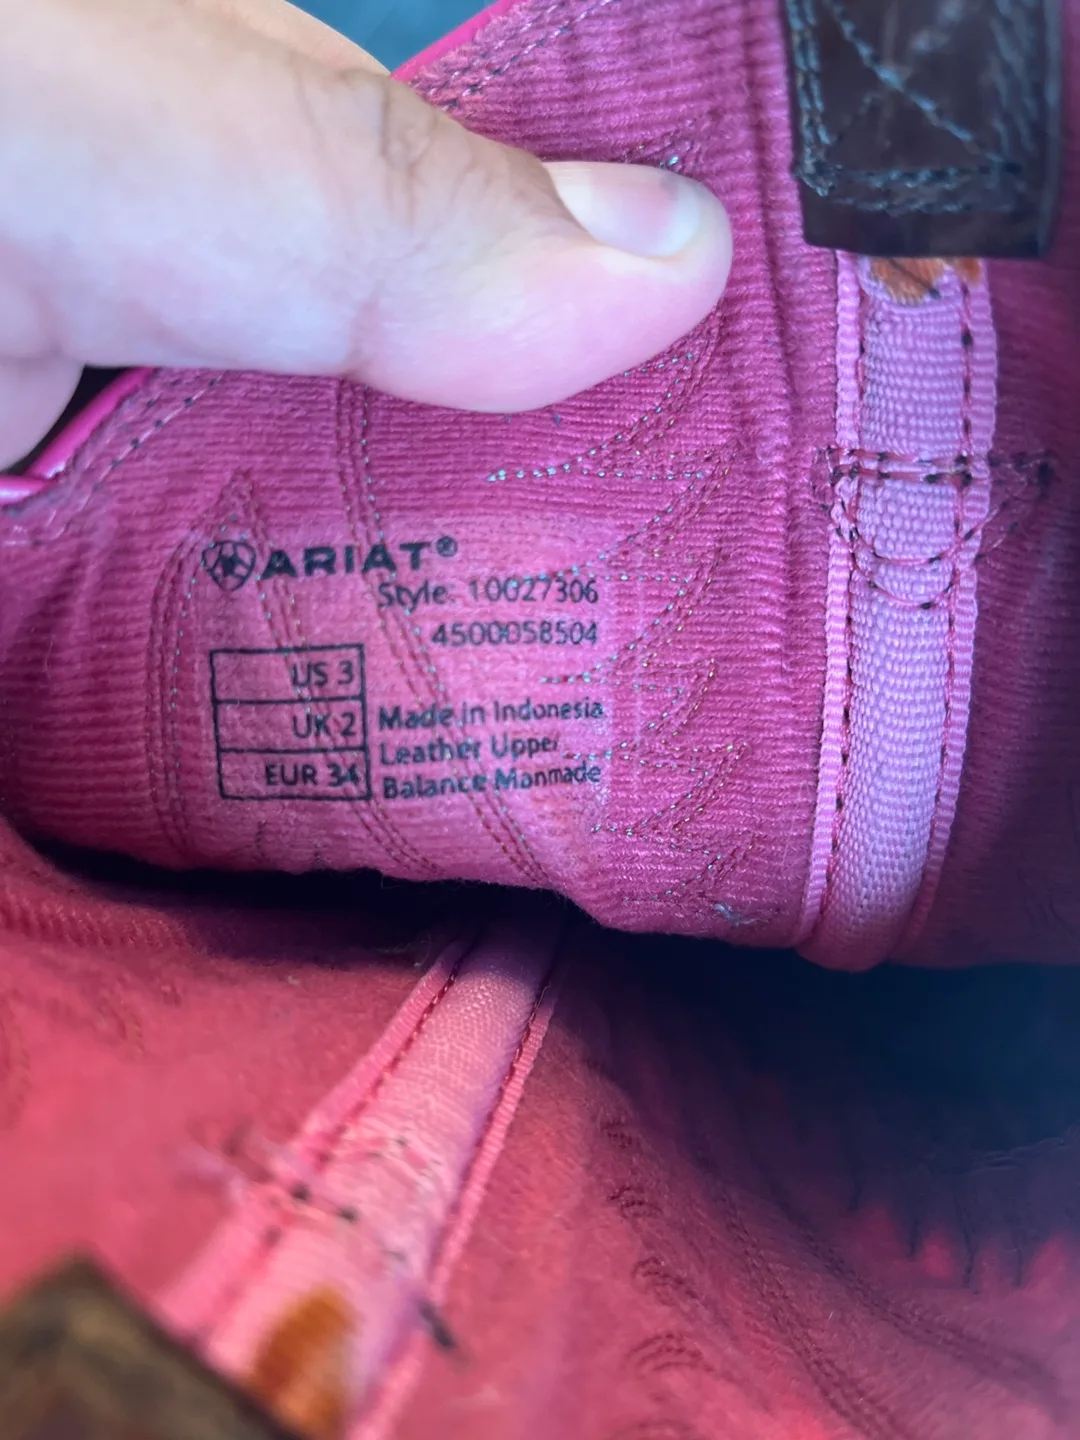 ARIAT®
Style: 10027306
4500058504
US 3
UK 2
EUR 34
Made in Indonesia
Leather Upper
Balance Manmade